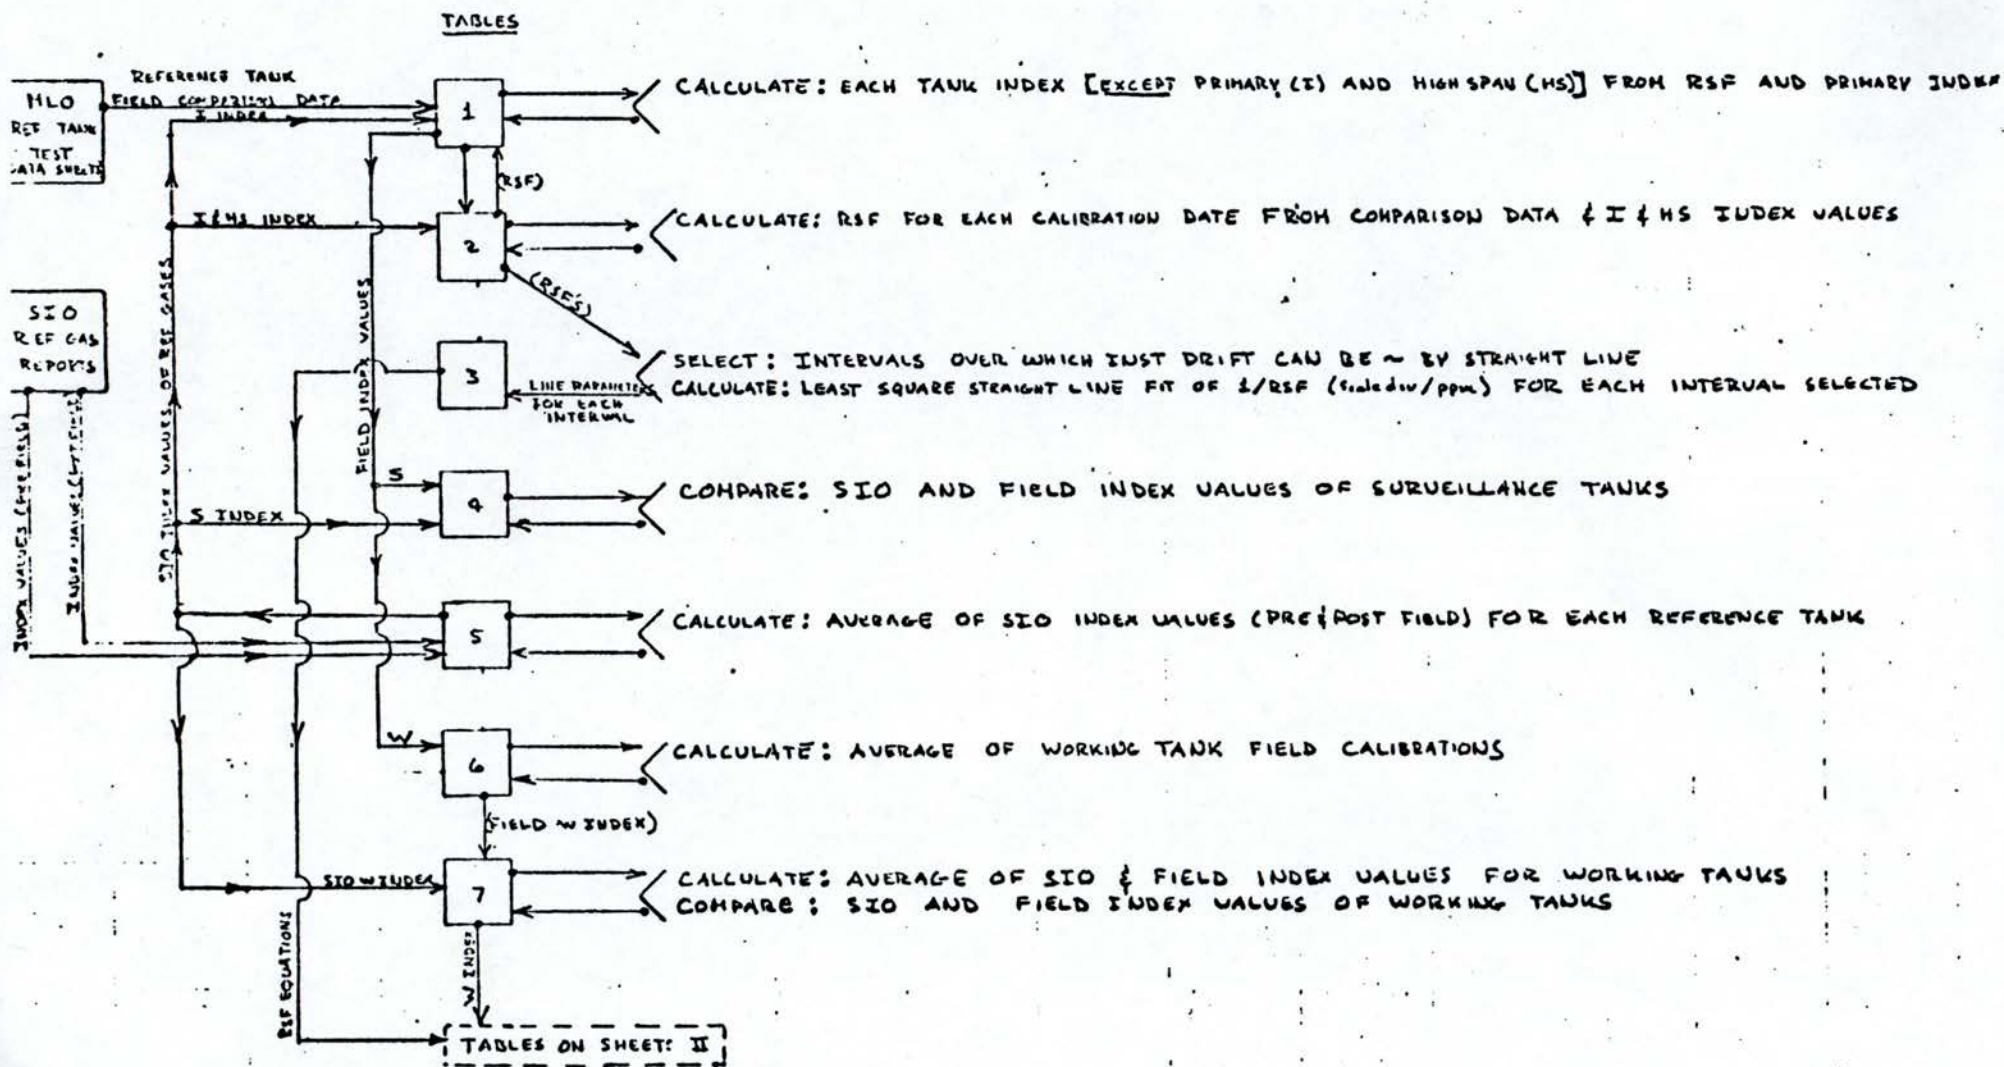 TABLES
MLO
REF TANK
TEST
DATA SHEETS
REFERENCE TANK
FIELD COMPARISON DATA
I INDEX
1
CALCULATE: EACH TANK INDEX [EXCEPT PRIMARY (I) AND HIGH SPAN (HS)] FROM RSF AND PRIMARY INDEX
(RSF)
I & HS INDEX
2
CALCULATE: RSF FOR EACH CALIBRATION DATE FROM COMPARISON DATA & I & HS INDEX VALUES
(RSF'S)
SIO
REF GAS
REPORTS
SIO INDEX VALUES OF REF GASES
FIELD INDEX VALUES
3
LINE PARAMETERS
FOR EACH
INTERVAL
SELECT: INTERVALS OVER WHICH INST DRIFT CAN BE ~ BY STRAIGHT LINE
CALCULATE: LEAST SQUARE STRAIGHT LINE FIT OF 1/RSF (scale div/ppm) FOR EACH INTERVAL SELECTED
INDEX VALUES (PRE FIELD)
INDEX VALUES (POST FIELD)
S
S INDEX
4
COMPARE: SIO AND FIELD INDEX VALUES OF SURVEILLANCE TANKS
5
CALCULATE: AVERAGE OF SIO INDEX VALUES (PRE & POST FIELD) FOR EACH REFERENCE TANK
W
6
CALCULATE: AVERAGE OF WORKING TANK FIELD CALIBRATIONS
(FIELD W INDEX)
SIO W INDEX
7
CALCULATE: AVERAGE OF SIO & FIELD INDEX VALUES FOR WORKING TANKS
COMPARE: SIO AND FIELD INDEX VALUES OF WORKING TANKS
RSF EQUATIONS
W INDEX
TABLES ON SHEET: II